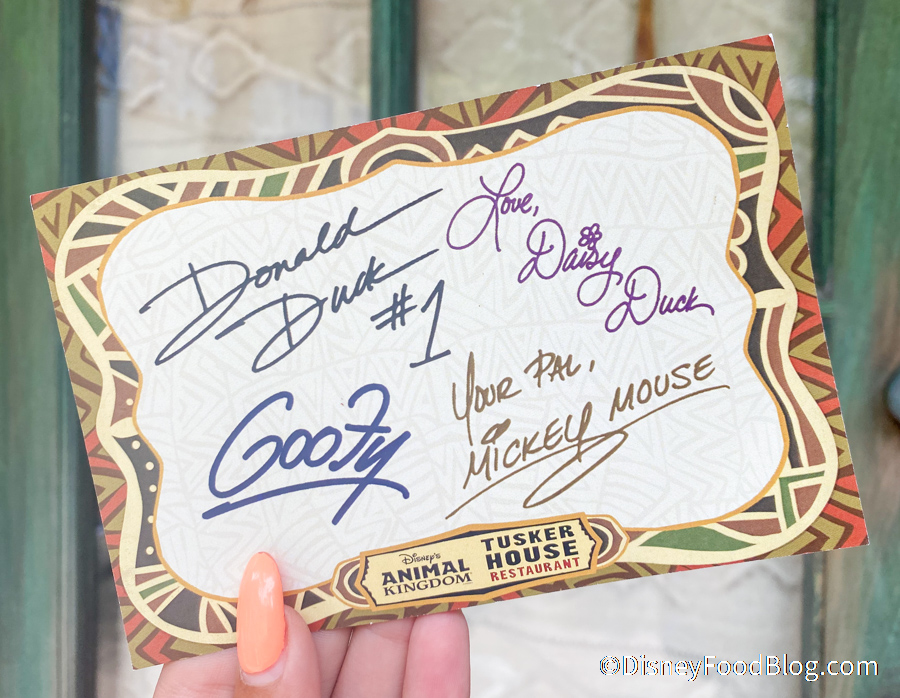 Donald
Duck
#1
Love,
Daisy
Duck
Goofy
YOUR PAL,
MICKEY MOUSE
Disney's
ANIMAL
KINGDOM
TUSKER
HOUSE
RESTAURANT
©DisneyFoodBlog.com